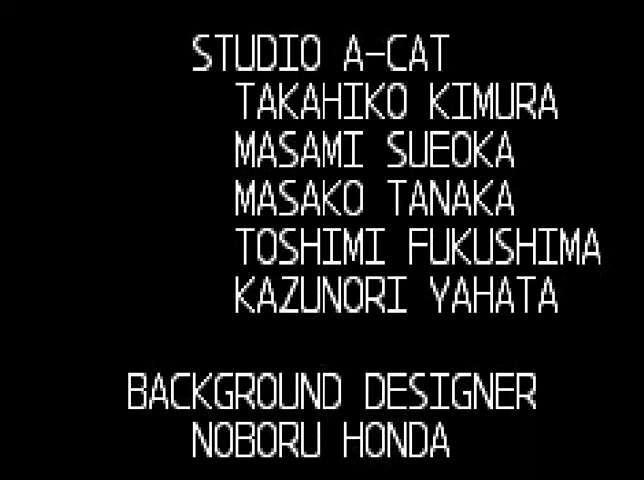 STUDIO A-CAT
TAKAHIKO KIMURA
MASAMI SUEOKA
MASAKO TANAKA
TOSHIMI FUKUSHIMA
KAZUNORI YAHATA
BACKGROUND DESIGNER
NOBORU HONDA